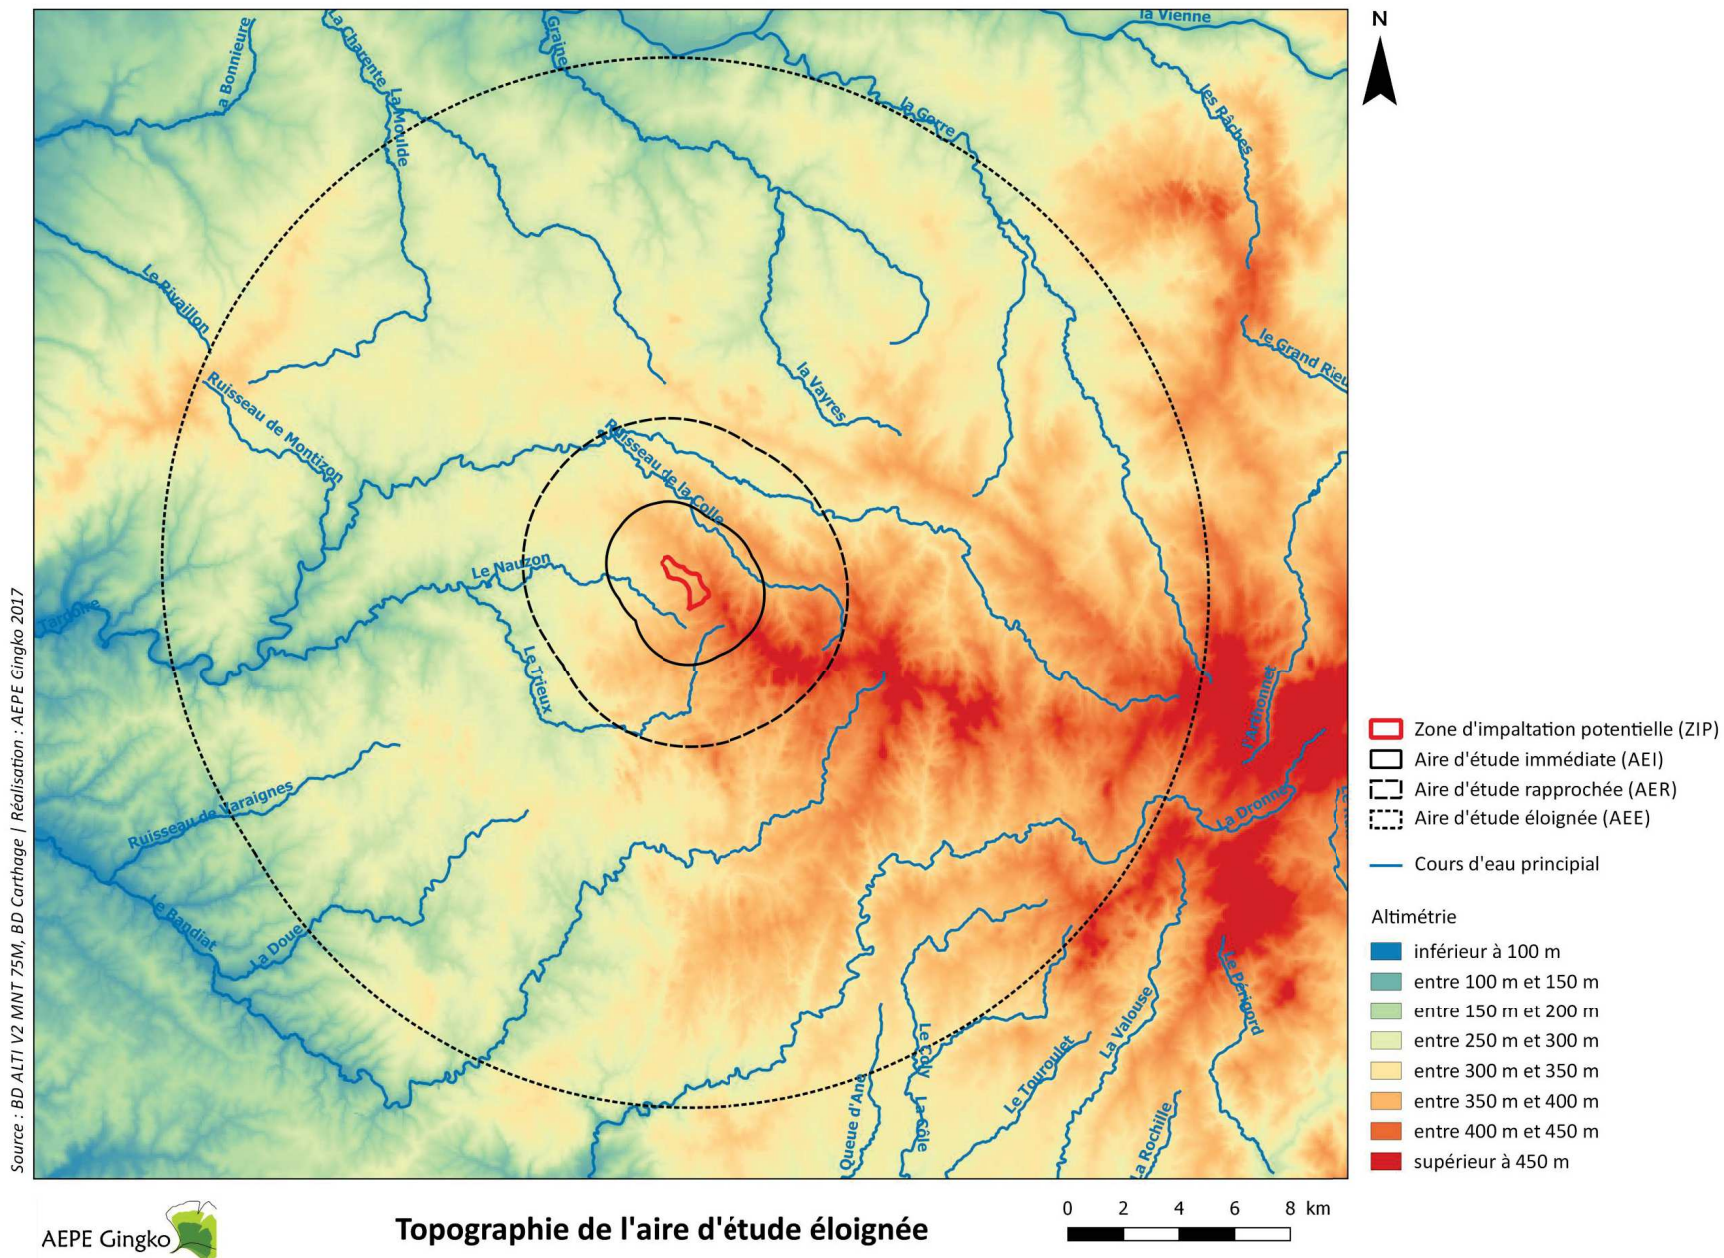 la Vienne
N
La Charente
Graine
la Bonnieure
La Moulde
la Gorre
les Râches
Le Rivaillon
le Grand Rieu
Ruisseau de Montizon
la Vayres
Ruisseau de la Colle
Le Nauzon
Tardoire
Le Trieux
l'Arthonnet
La Dronne
Ruisseau de Varaignes
Le Bandiat
La Doue
Le Périgord
La Valouse
Le Coly
Le Touroulet
Queue d'Ane
La Côle
La Rochille
Source : BD ALTI V2 MNT 75M, BD Carthage | Réalisation : AEPE Gingko 2017
Zone d'impaltation potentielle (ZIP)
Aire d'étude immédiate (AEI)
Aire d'étude rapprochée (AER)
Aire d'étude éloignée (AEE)
Cours d'eau principial
Altimétrie
inférieur à 100 m
entre 100 m et 150 m
entre 150 m et 200 m
entre 250 m et 300 m
entre 300 m et 350 m
entre 350 m et 400 m
entre 400 m et 450 m
supérieur à 450 m
AEPE Gingko
Topographie de l'aire d'étude éloignée
0 2 4 6 8 km